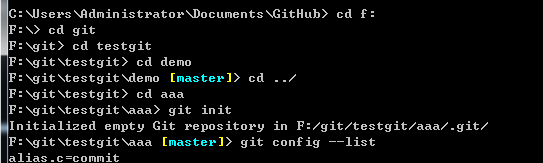 C:\Users\Administrator\Documents\GitHub> cd f:
F:\> cd git
F:\git> cd testgit
F:\git\testgit> cd demo
F:\git\testgit\demo [master]> cd ../
F:\git\testgit> cd aaa
F:\git\testgit\aaa> git init
Initialized empty Git repository in F:/git/testgit/aaa/.git/
F:\git\testgit\aaa [master]> git config --list
alias.c=commit